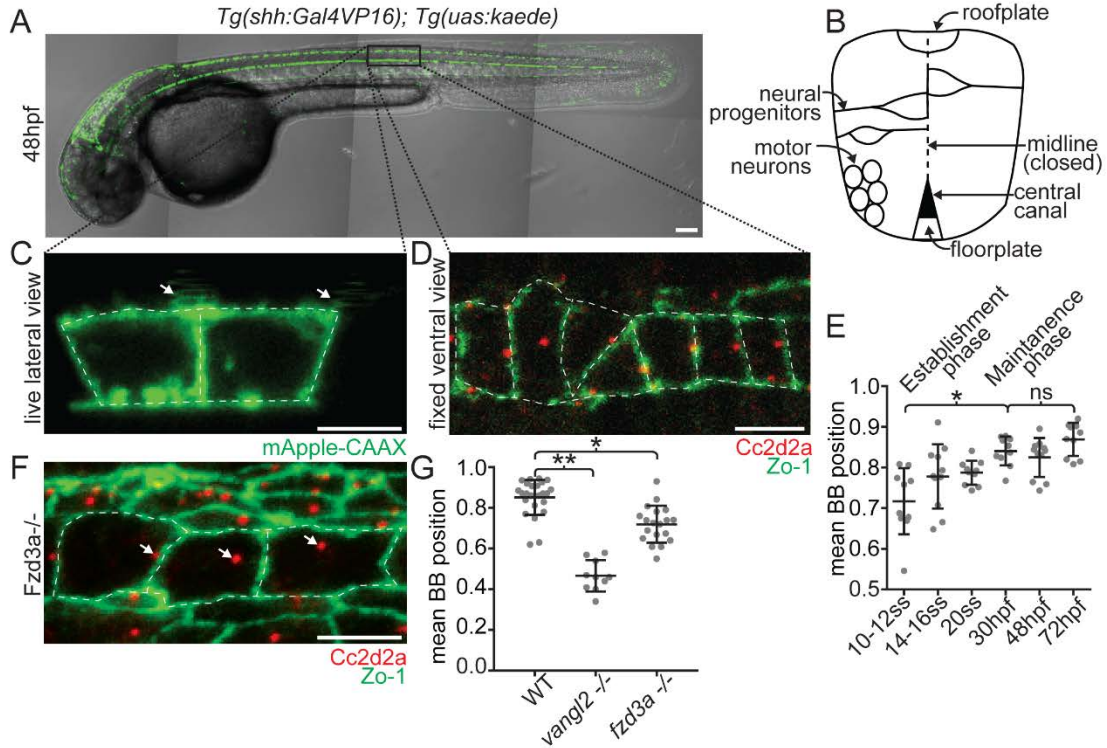 A
Tg(shh:Gal4VP16); Tg(uas:kaede)
48hpf
B
roofplate
neural
progenitors
motor
neurons
midline
(closed)
central
canal
floorplate
C
live lateral view
mApple-CAAX
D
fixed ventral view
Cc2d2a
Zo-1
E
Establishment
phase
Maintanence
phase
*
ns
mean BB position
1.0
0.9
0.8
0.7
0.6
0.5
10-12ss
14-16ss
20ss
30hpf
48hpf
72hpf
F
Fzd3a-/-
Cc2d2a
Zo-1
G
*
**
mean BB position
1.0
0.8
0.6
0.4
0.2
0.0
WT
vangl2 -/-
fzd3a -/-